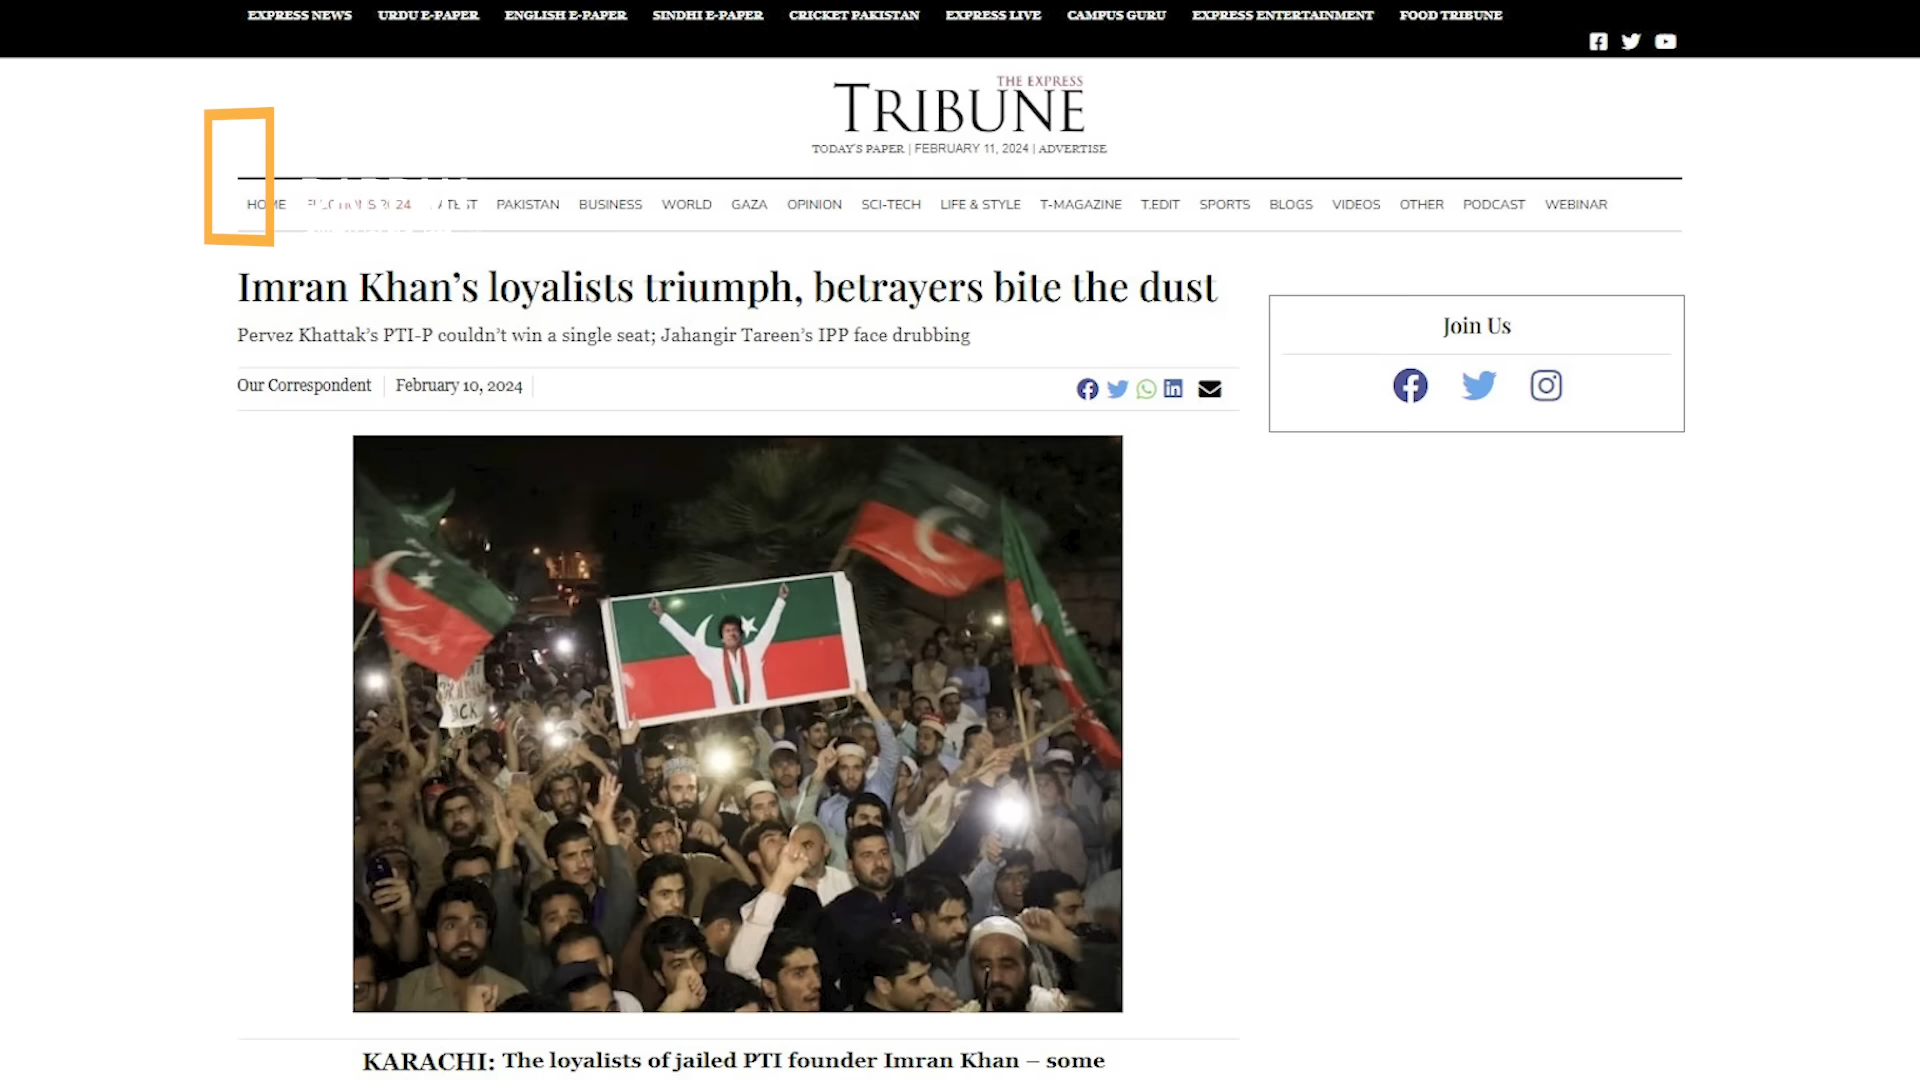 EXPRESS NEWS URDU E-PAPER ENGLISH E-PAPER SINDHI E-PAPER CRICKET PAKISTAN EXPRESS LIVE CAMPUS GURU EXPRESS ENTERTAINMENT FOOD TRIBUNE
THE EXPRESS
TRIBUNE
TODAY'S PAPER | FEBRUARY 11, 2024 | ADVERTISE
HOME ELECTIONS 2024 LATEST PAKISTAN BUSINESS WORLD GAZA OPINION SCI-TECH LIFE & STYLE T-MAGAZINE T.EDIT SPORTS BLOGS VIDEOS OTHER PODCAST WEBINAR
Imran Khan's loyalists triumph, betrayers bite the dust
Pervez Khattak's PTI-P couldn't win a single seat; Jahangir Tareen's IPP face drubbing
Our Correspondent February 10, 2024
Join Us
KARACHI: The loyalists of jailed PTI founder Imran Khan – some